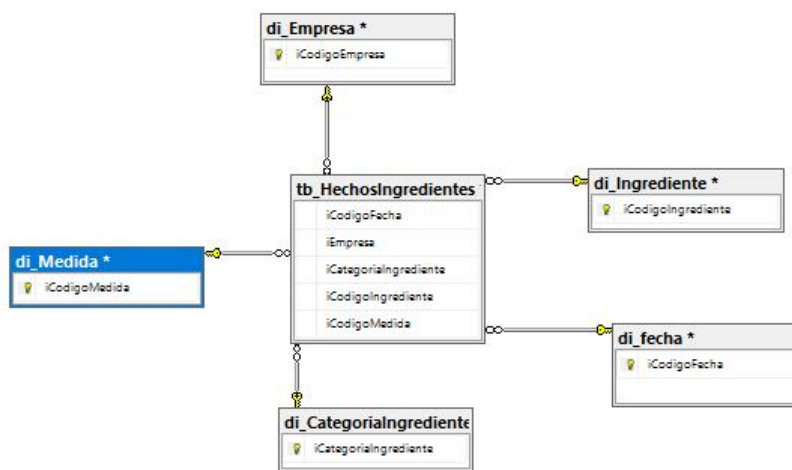 di_Empresa *
iCodigoEmpresa
tb_HechosIngredientes
iCodigoFecha
iEmpresa
iCategoriaIngrediente
iCodigoIngrediente
iCodigoMedida
di_Ingrediente *
iCodigoIngrediente
di_Medida *
iCodigoMedida
di_fecha *
iCodigoFecha
di_CategoriaIngrediente
iCategoriaIngrediente